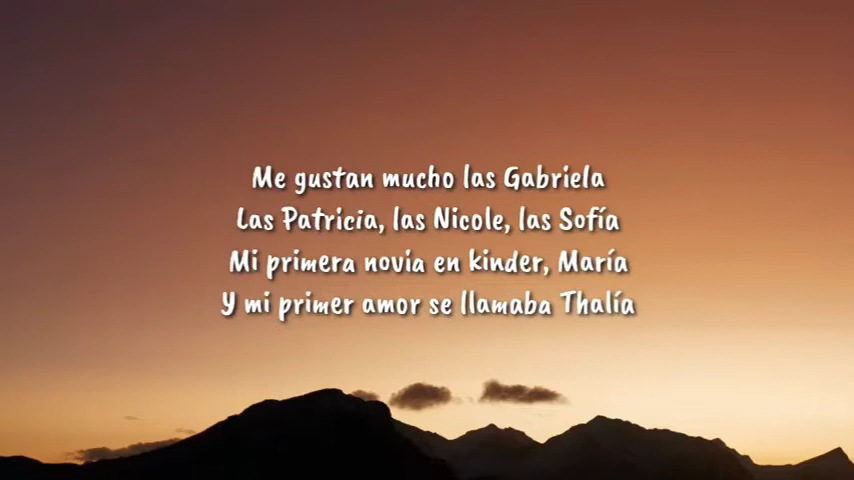 Me gustan mucho las Gabriela
Las Patricia, las Nicole, las Sofía
Mi primera novia en kinder, María
Y mi primer amor se llamaba Thalía